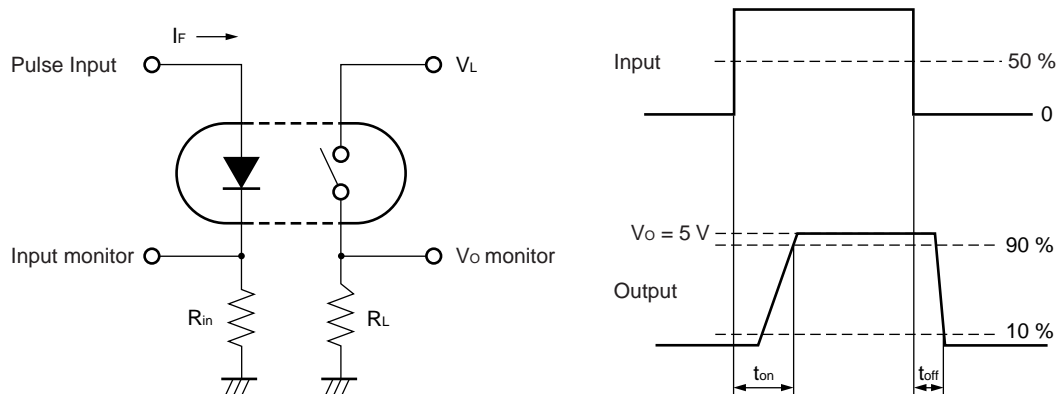 IF
Pulse Input
VL
Input monitor
VO monitor
Rin
RL
Input
50 %
0
VO = 5 V
90 %
Output
10 %
ton
toff